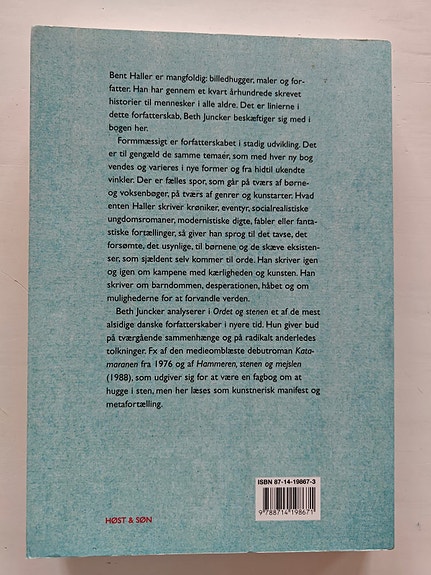 Bent Haller er mangfoldig: billedhugger, maler og for-
fatter. Han har gennem et kvart århundrede skrevet
historier til mennesker i alle aldre. Det er linierne i
dette forfatterskab, Beth Juncker beskæftiger sig med i
bogen her.
Formmæssigt er forfatterskabet i stadig udvikling. Det
er til gengæld de samme temaer, som med hver ny bog
vendes og varieres i nye former og fra hidtil ukendte
vinkler. Der er fælles spor, som går på tværs af børne-
og voksenbøger, på tværs af genrer og kunstarter. Hvad
enten Haller skriver krøniker, eventyr, socialrealistiske
ungdomsromaner, modernistiske digte, fabler eller fanta-
stiske fortællinger, så giver han sprog til det tavse, det
forsømte, det usynlige, til børnene og de skæve eksisten-
ser, som sjældent selv kommer til orde. Han skriver igen
og igen om kampene med kærligheden og kunsten. Han
skriver om barndommen, desperationen, håbet og om
mulighederne for at forvandle verden.
Beth Juncker analyserer i Ordet og stenen et af de mest
alsidige danske forfatterskaber i nyere tid. Hun giver bud
på tværgående sammenhænge og på radikalt anderledes
tolkninger. Fx af den medieomblæste debutroman Kata-
maranen fra 1976 og af Hammeren, stenen og mejslen
(1988), som udgiver sig for at være en fagbog om at
hugge i sten, men her læses som kunstnerisk manifest og
metafortælling.
ISBN 87-14-19867-3
9 788714 198671
HØST & SØN